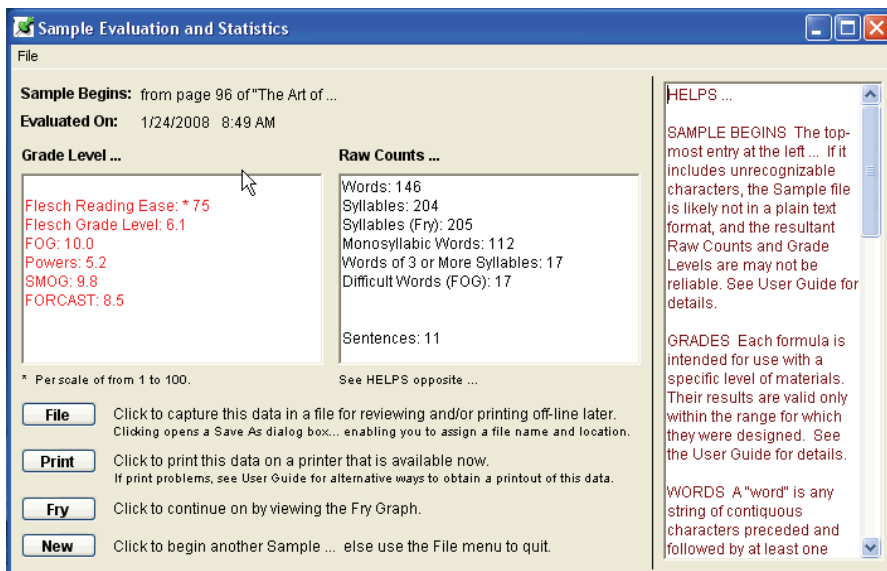 Sample Evaluation and Statistics
File
Sample Begins: from page 96 of "The Art of ...
Evaluated On: 1/24/2008 8:49 AM
Grade Level ...
Flesch Reading Ease: * 75
Flesch Grade Level: 6.1
FOG: 10.0
Powers: 5.2
SMOG: 9.8
FORCAST: 8.5
* Per scale of from 1 to 100.
Raw Counts ...
Words: 146
Syllables: 204
Syllables (Fry): 205
Monosyllabic Words: 112
Words of 3 or More Syllables: 17
Difficult Words (FOG): 17
Sentences: 11
See HELPS opposite ...
File Click to capture this data in a file for reviewing and/or printing off-line later.
Clicking opens a Save As dialog box... enabling you to assign a file name and location.
Print Click to print this data on a printer that is available now.
If print problems, see User Guide for alternative ways to obtain a printout of this data.
Fry Click to continue on by viewing the Fry Graph.
New Click to begin another Sample ... else use the File menu to quit.
HELPS ...
SAMPLE BEGINS The top-
most entry at the left ... If it
includes unrecognizable
characters, the Sample file
is likely not in a plain text
format, and the resultant
Raw Counts and Grade
Levels are may not be
reliable. See User Guide for
details.
GRADES Each formula is
intended for use with a
specific level of materials.
Their results are valid only
within the range for which
they were designed. See
the User Guide for details.
WORDS A "word" is any
string of contiquous
characters preceded and
followed by at least one